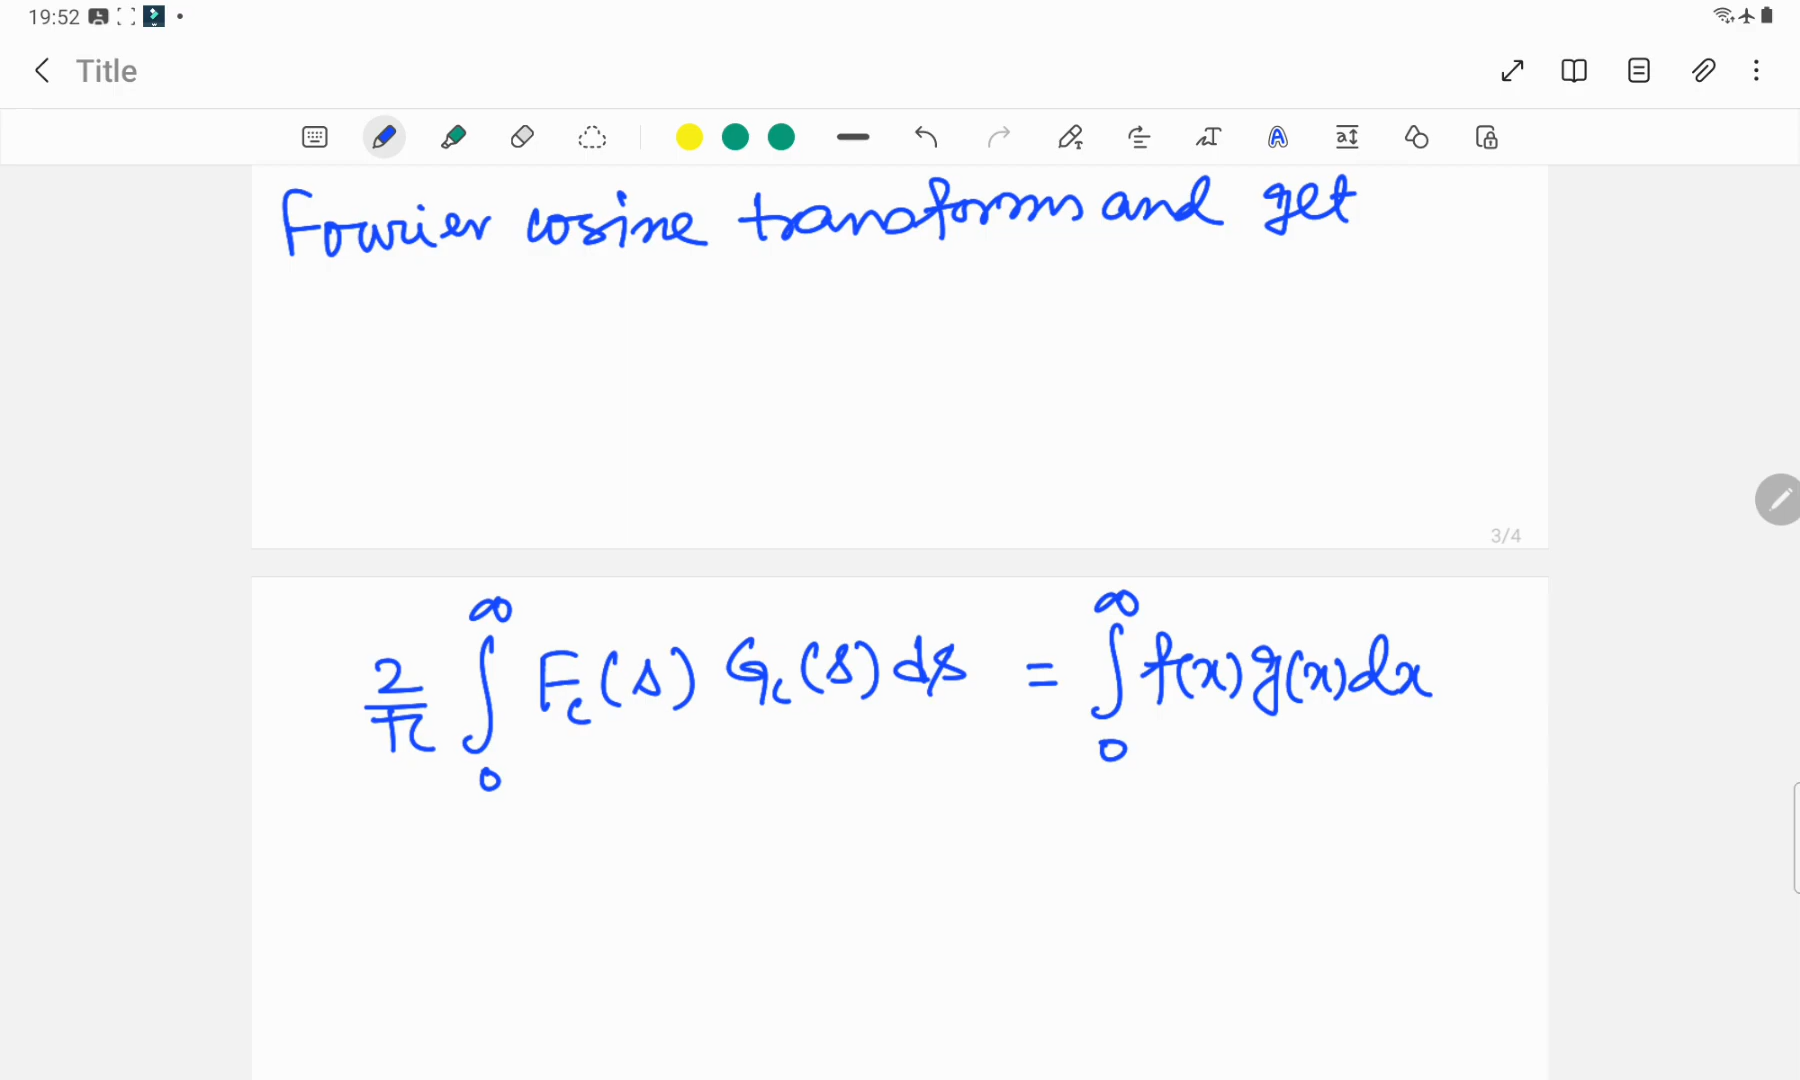 19:52
Title
Fourier cosine transforms and get
3/4
2/π ∫₀^∞ F_c(s) G_c(s) ds = ∫₀^∞ f(x) g(x) dx